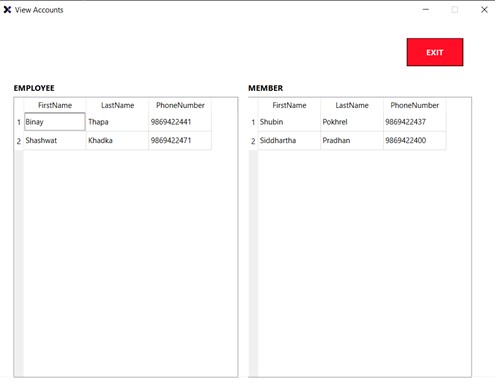 View Accounts
EXIT
EMPLOYEE
FirstName LastName PhoneNumber
1 Binay Thapa 9869422441
2 Shashwat Khadka 9869422471
MEMBER
FirstName LastName PhoneNumber
1 Shubin Pokhrel 9869422437
2 Siddhartha Pradhan 9869422400